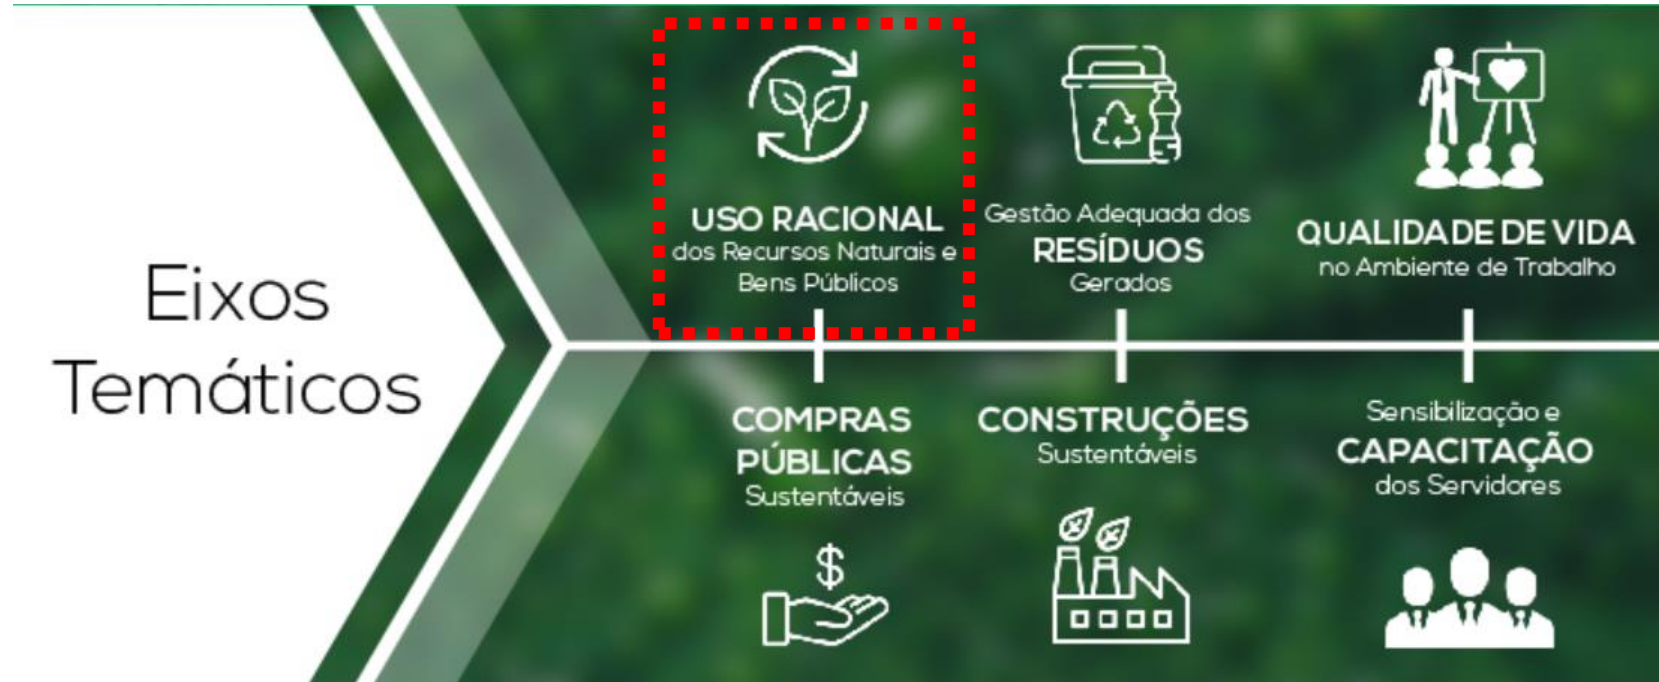 Eixos
Temáticos
USO RACIONAL
dos Recursos Naturais e
Bens Públicos
Gestão Adequada dos
RESÍDUOS
Gerados
QUALIDADE DE VIDA
no Ambiente de Trabalho
COMPRAS
PÚBLICAS
Sustentáveis
$
CONSTRUÇÕES
Sustentáveis
Sensibilização e
CAPACITAÇÃO
dos Servidores